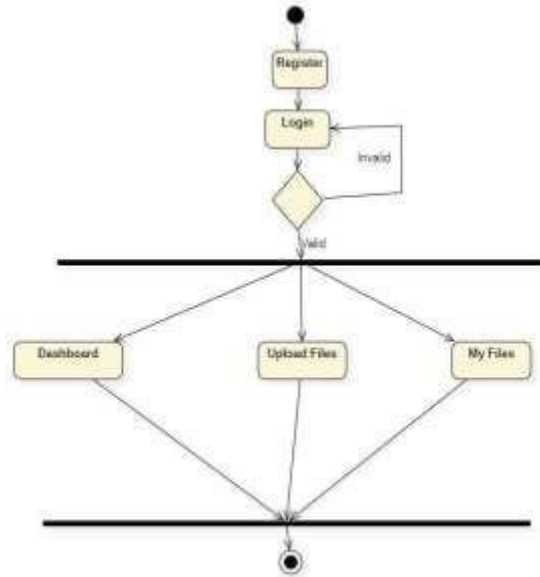 Register
Login
Invalid
Valid
Dashboard
Upload Files
My Files